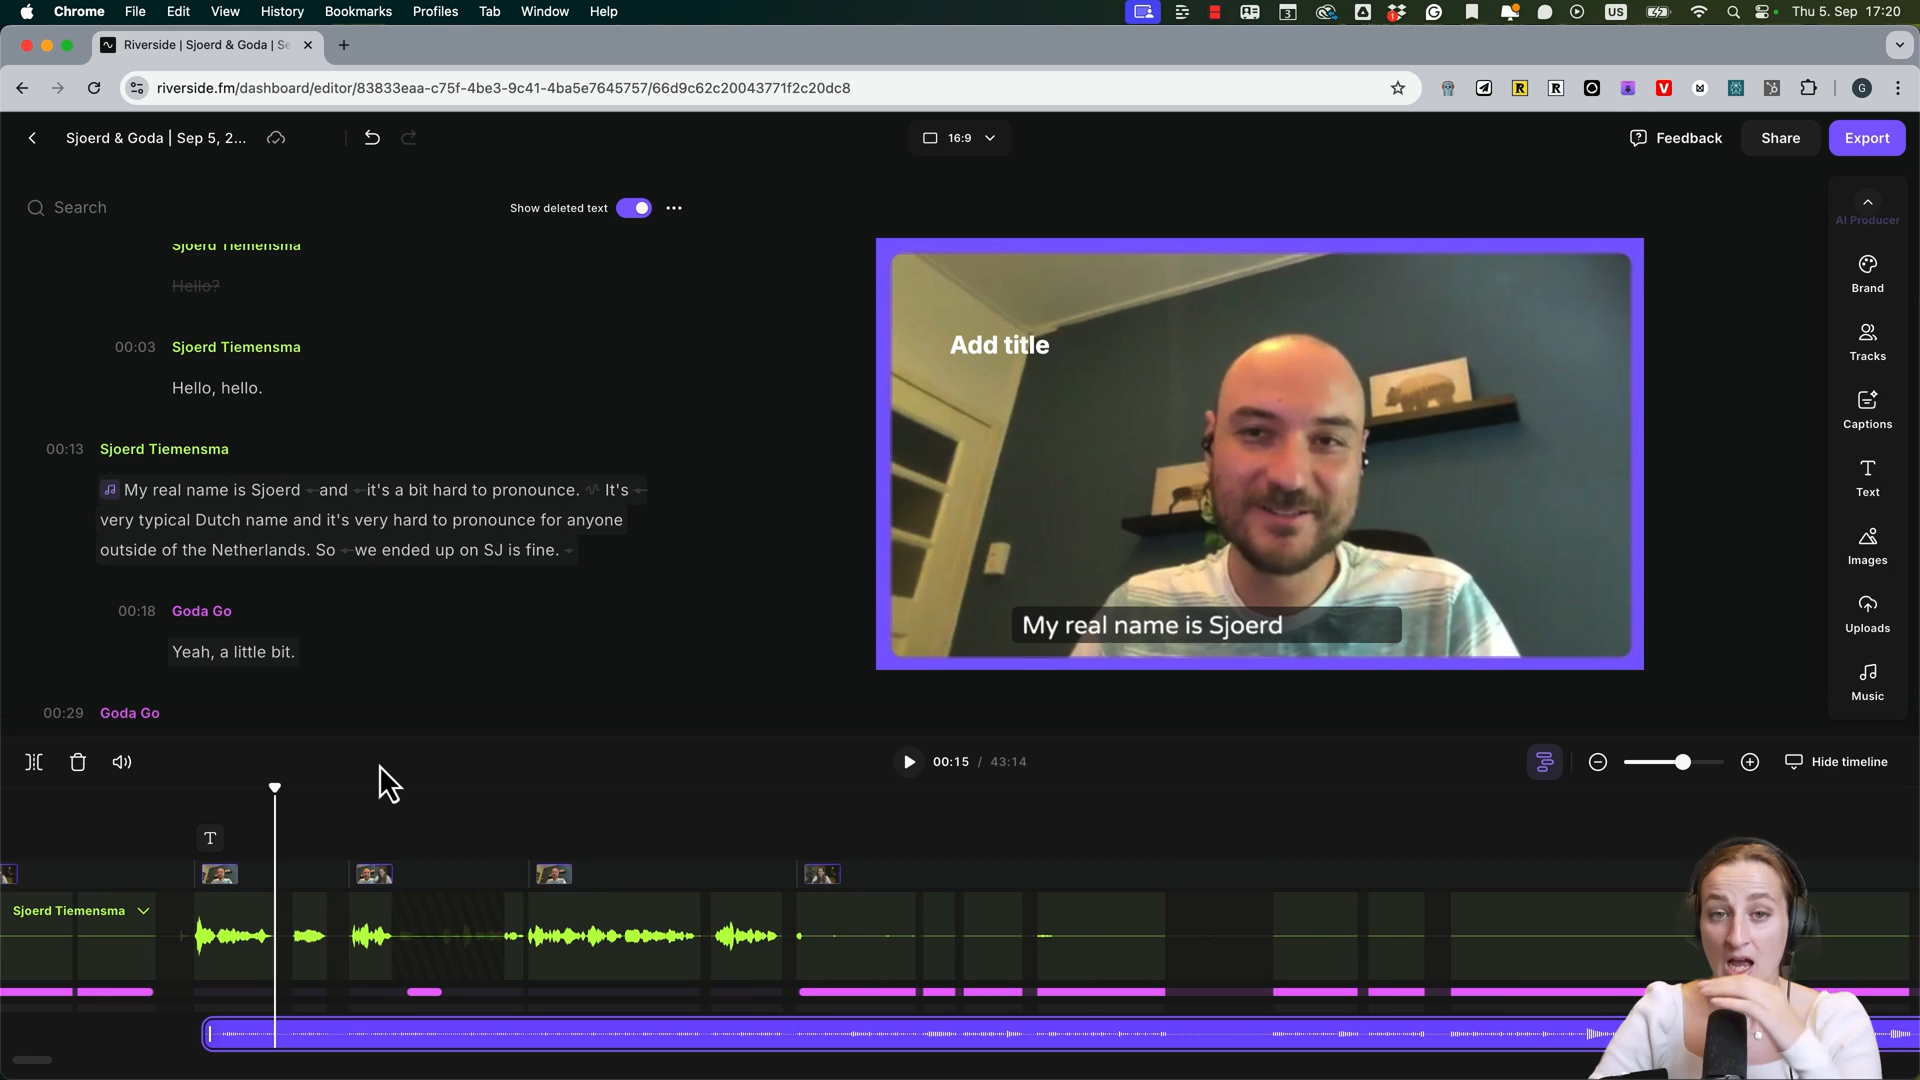 Chrome File Edit View History Bookmarks Profiles Tab Window Help
3
1
US
Thu 5. Sep 17:20
Riverside | Sjoerd & Goda | Se
riverside.fm/dashboard/editor/83833eaa-c75f-4be3-9c41-4ba5e7645757/66d9c62c20043771f2c20dc8
G
Sjoerd & Goda | Sep 5, 2...
16:9
Feedback
Share
Export
Search
Show deleted text
AI Producer
Sjoerd Tiemensma
Hello?
Brand
00:03 Sjoerd Tiemensma
Add title
Tracks
Hello, hello.
Captions
00:13 Sjoerd Tiemensma
My real name is Sjoerd and it's a bit hard to pronounce. It's
very typical Dutch name and it's very hard to pronounce for anyone
outside of the Netherlands. So we ended up on SJ is fine.
Text
Images
00:18 Goda Go
My real name is Sjoerd
Uploads
Yeah, a little bit.
Music
00:29 Goda Go
00:15 / 43:14
Hide timeline
T
Sjoerd Tiemensma